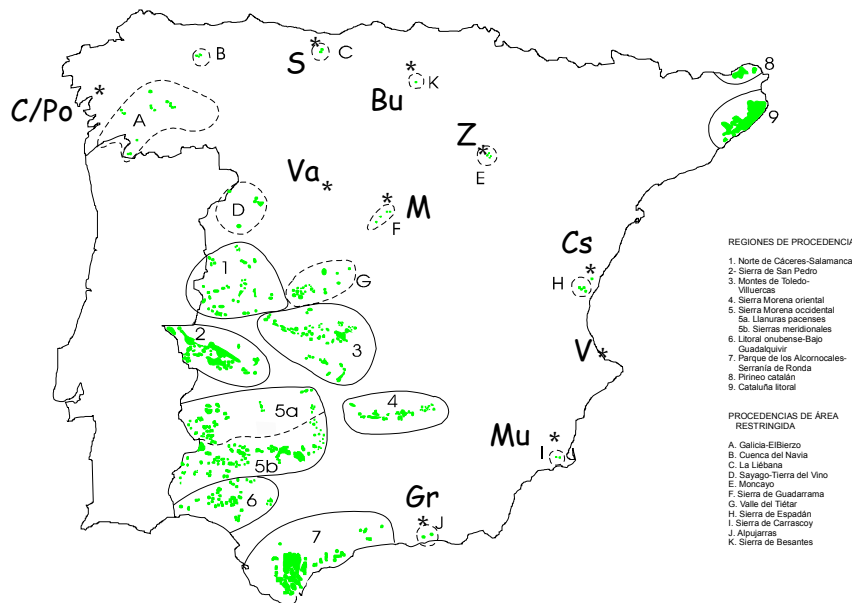 B
S
*
C
8
C/Po
*
A
Bu
*
K
9
Z
*
E
Va
*
D
M
*
F
Cs
*
H
1
G
2
3
V
*
5a
4
5b
Mu
*
I
J
6
Gr
*
J
7
REGIONES DE PROCEDENCIA
1. Norte de Cáceres-Salamanca
2- Sierra de San Pedro
3. Montes de Toledo-
Villuercas
4. Sierra Morena oriental
5. Sierra Morena occidental
5a. Llanuras pacenses
5b. Sierras meridionales
6. Litoral onubense-Bajo
Guadalquivir
7. Parque de los Alcornocales-
Serranía de Ronda
8. Pirineo catalán
9. Cataluña litoral
PROCEDENCIAS DE ÁREA
RESTRINGIDA
A. Galicia-ElBierzo
B. Cuenca del Navia
C. La Liébana
D. Sayago-Tierra del Vino
E. Moncayo
F. Sierra de Guadarrama
G. Valle del Tiétar
H. Sierra de Espadán
I. Sierra de Carrascoy
J. Alpujarras
K. Sierra de Besantes